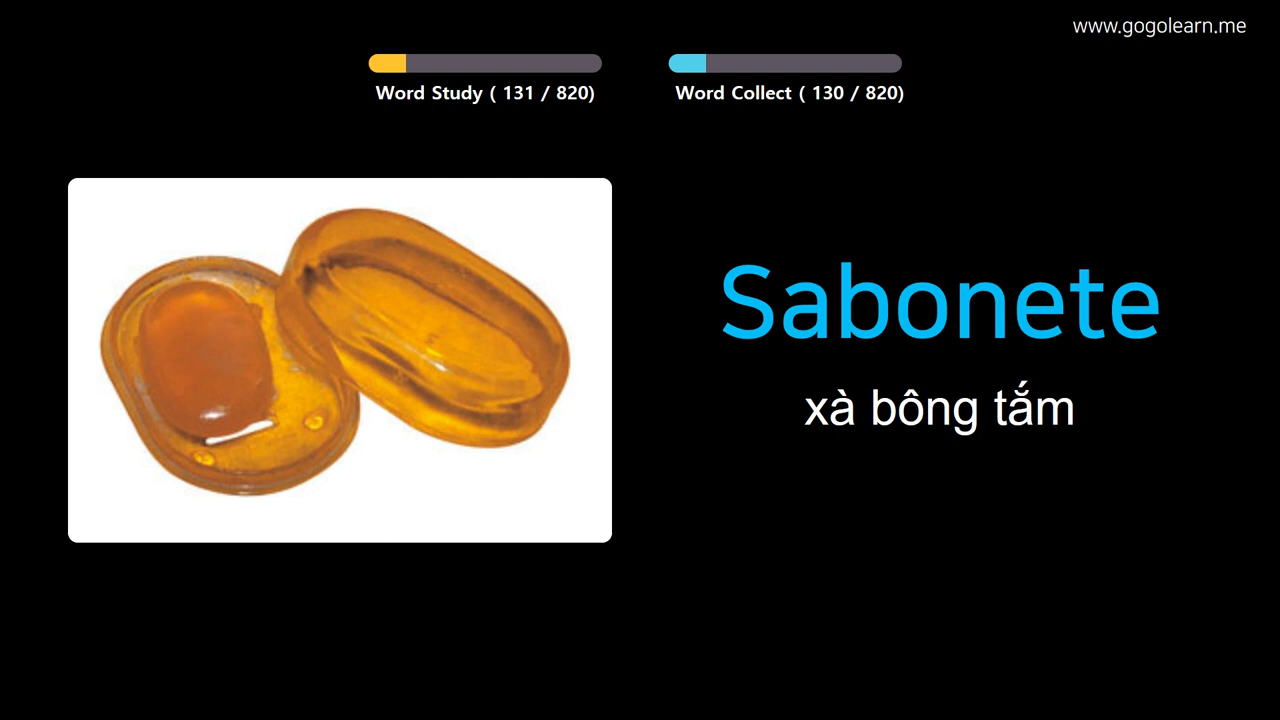 www.gogolearn.me
Word Study ( 131 / 820)
Word Collect ( 130 / 820)
Sabonete
xà bông tắm